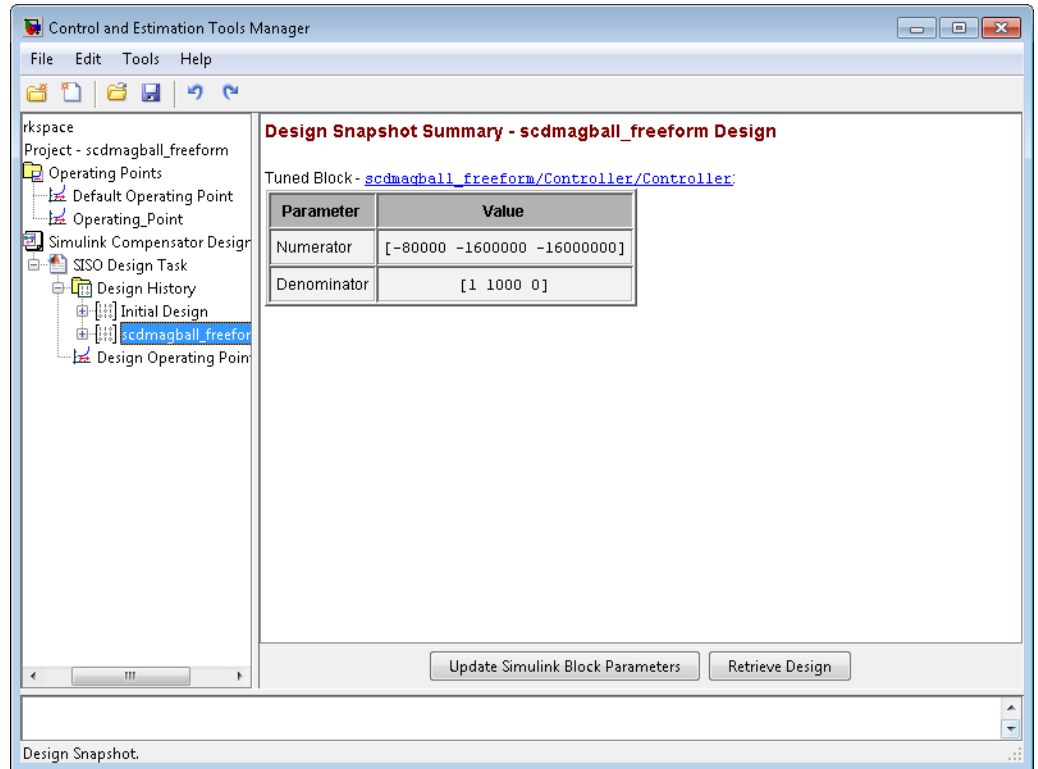 Control and Estimation Tools Manager
File Edit Tools Help
rkspace
Project - scdmagball_freeform
Operating Points
Default Operating Point
Operating_Point
Simulink Compensator Design
SISO Design Task
Design History
Initial Design
scdmagball_freefor
Design Operating Poin
Design Snapshot Summary - scdmagball_freeform Design
Tuned Block - scdmagball_freeform/Controller/Controller:
Parameter Value
Numerator [-80000 -1600000 -16000000]
Denominator [1 1000 0]
Update Simulink Block Parameters Retrieve Design
Design Snapshot.